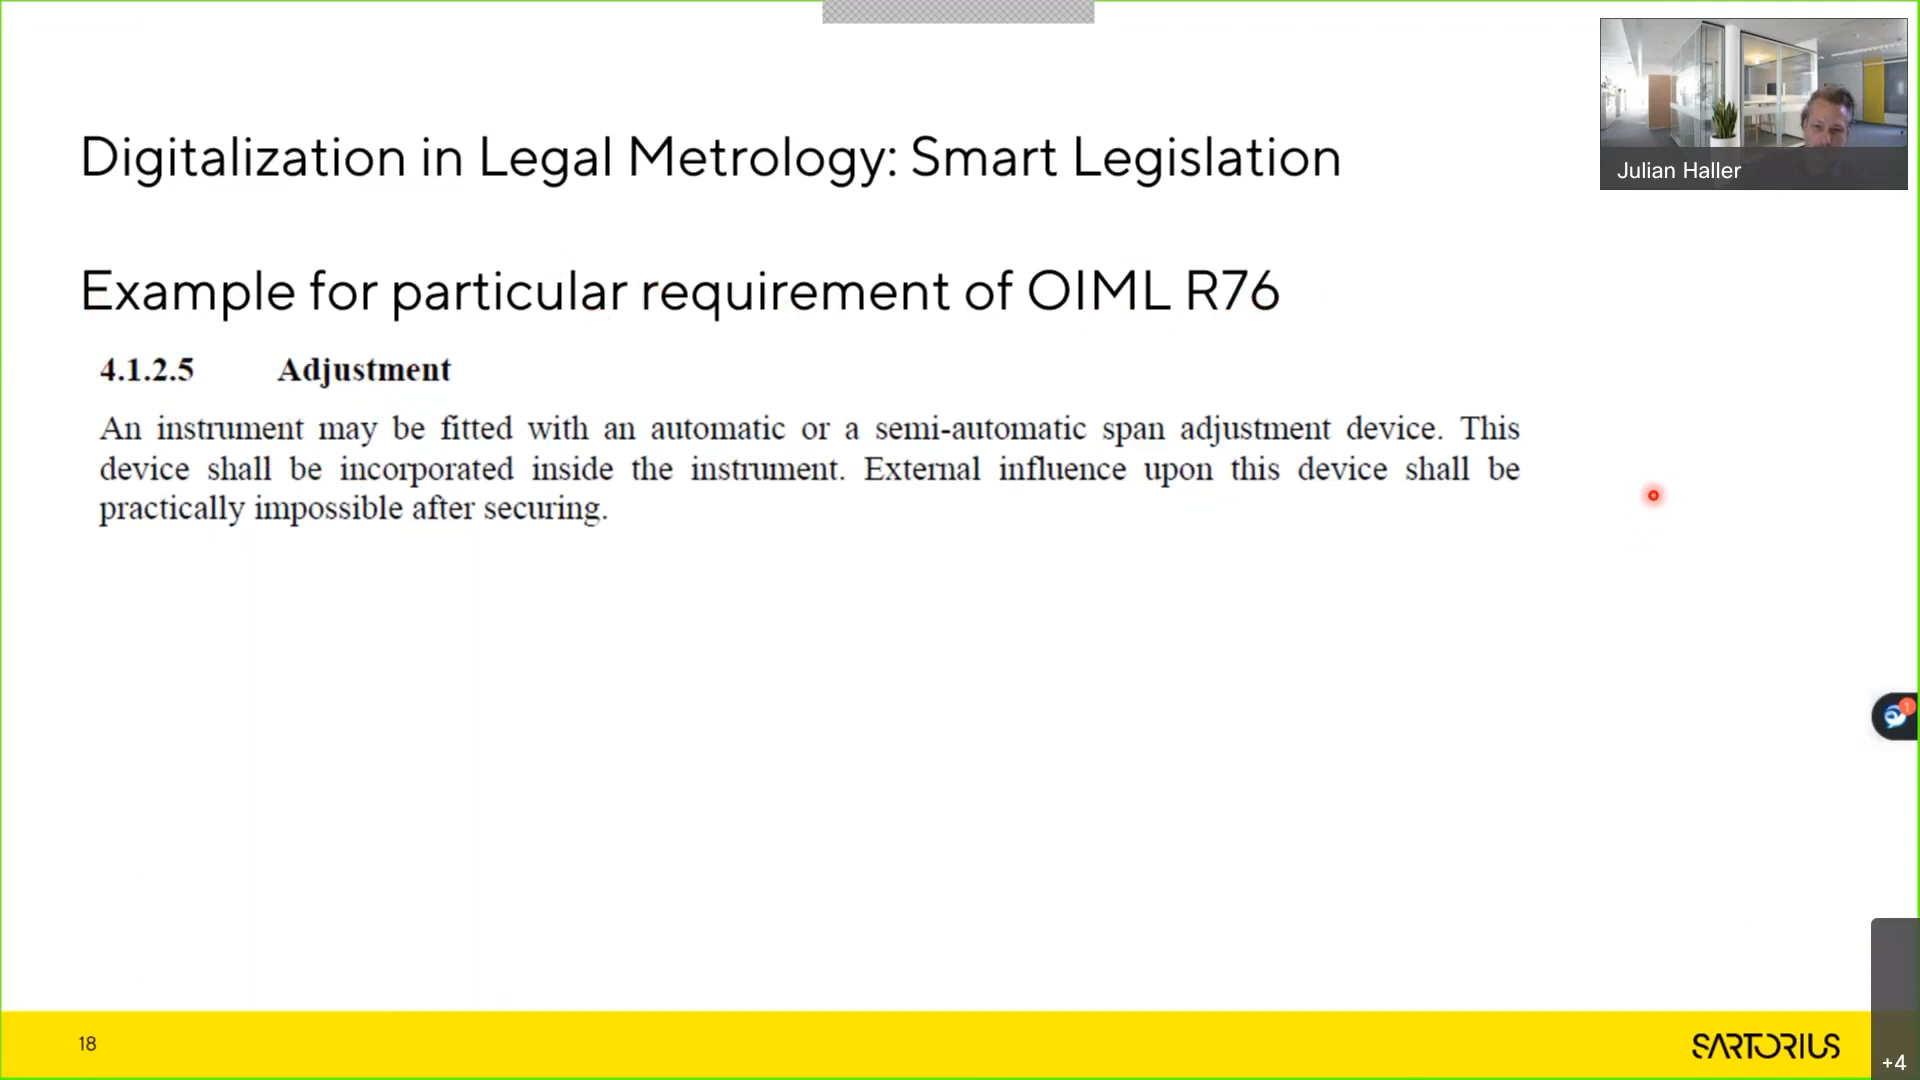 Digitalization in Legal Metrology: Smart Legislation
Julian Haller
Example for particular requirement of OIML R76
4.1.2.5 Adjustment
An instrument may be fitted with an automatic or a semi-automatic span adjustment device. This
device shall be incorporated inside the instrument. External influence upon this device shall be
practically impossible after securing.
1
18
SARTORIUS
+4